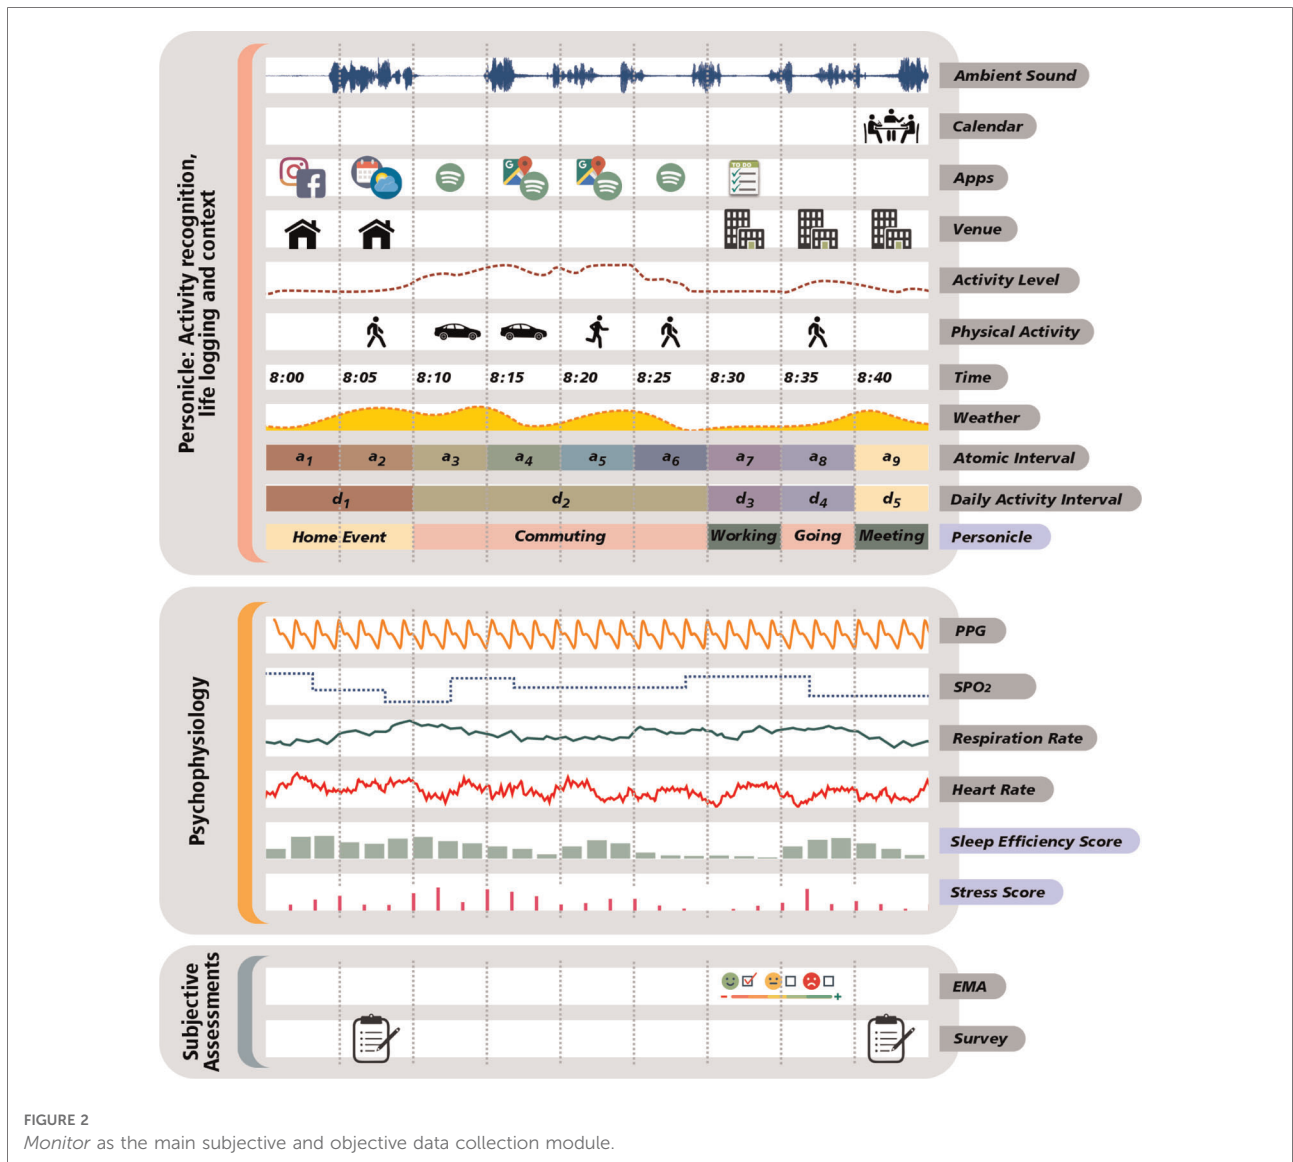 Personicle: Activity recognition,
life logging and context
Ambient Sound
Calendar
G G
TO DO
Apps
Venue
Activity Level
Physical Activity
8:00 8:05 8:10 8:15 8:20 8:25 8:30 8:35 8:40 Time
Weather
a1 a2 a3 a4 a5 a6 a7 a8 a9 Atomic Interval
d1 d2 d3 d4 d5 Daily Activity Interval
Home Event Commuting Working Going Meeting Personicle
Psychophysiology
PPG
SPO2
Respiration Rate
Heart Rate
Sleep Efficiency Score
Stress Score
Subjective
Assessments
EMA
- +
Survey
FIGURE 2
Monitor as the main subjective and objective data collection module.